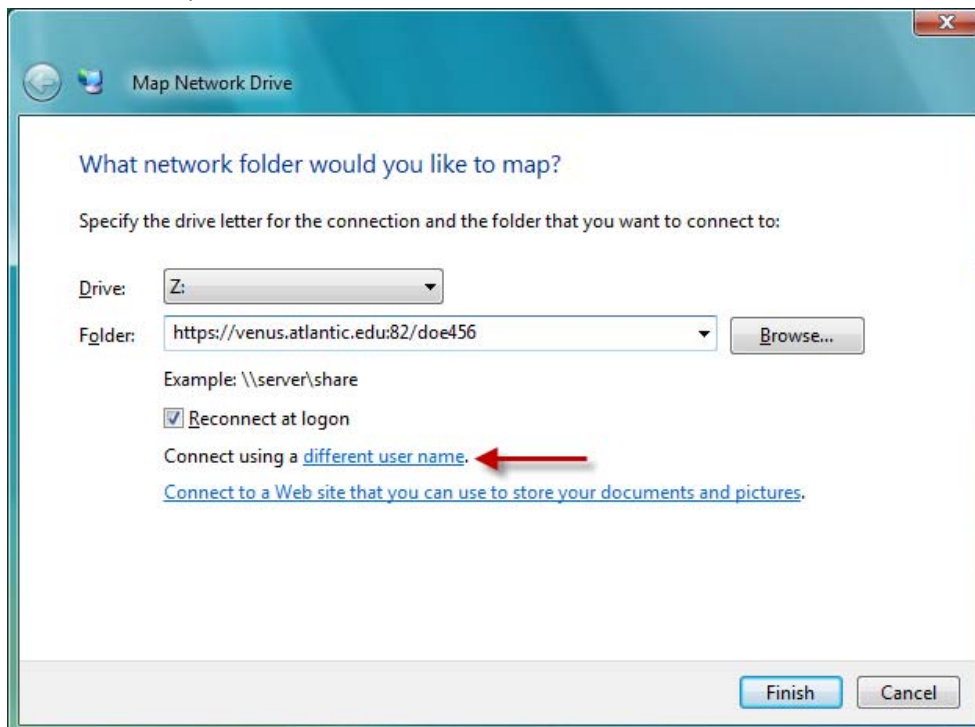 Map Network Drive
What network folder would you like to map?
Specify the drive letter for the connection and the folder that you want to connect to:
Drive: Z:
Folder: https://venus.atlantic.edu:82/doe456 Browse...
Example: \\server\share
Reconnect at logon
Connect using a different user name.
Connect to a Web site that you can use to store your documents and pictures.
Finish Cancel